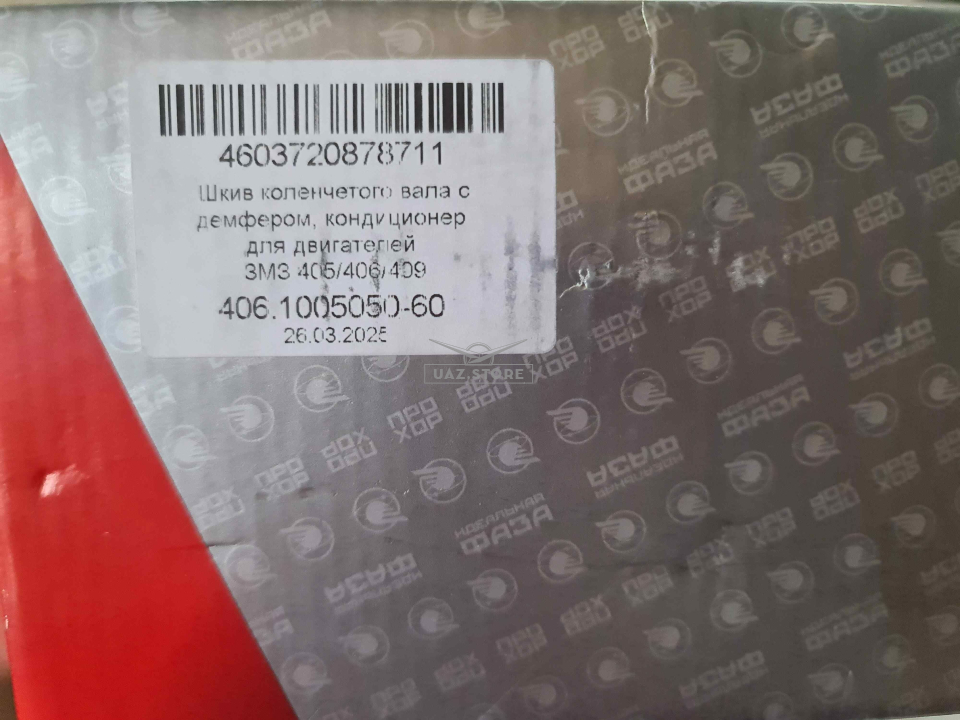 4603720878711
Шкив коленчетого вала с
демфером, кондиционер
для двигателей
ЗМЗ 405/406/409
406.1005050-60
26.03.2025
UAZ.STORE
ИДЕАЛЬНАЯ
ФАЗА
ПРО
ХОР